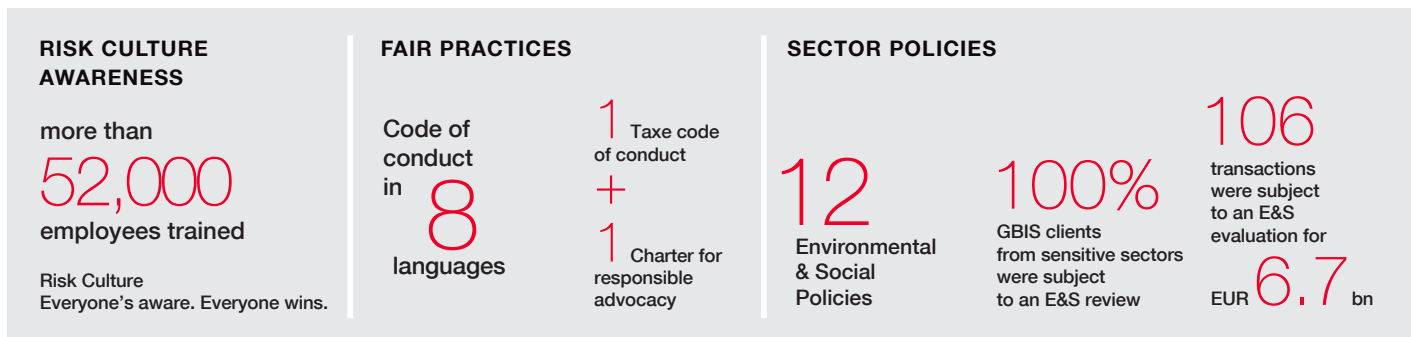 RISK CULTURE
AWARENESS
more than
52,000
employees trained
Risk Culture
Everyone's aware. Everyone wins.
FAIR PRACTICES
Code of
conduct
in 8
languages
1 Taxe code
of conduct
+
1 Charter for
responsible
advocacy
SECTOR POLICIES
12
Environmental
& Social
Policies
100%
GBIS clients
from sensitive sectors
were subject
to an E&S review
106
transactions
were subject
to an E&S
evaluation for
EUR 6.7 bn